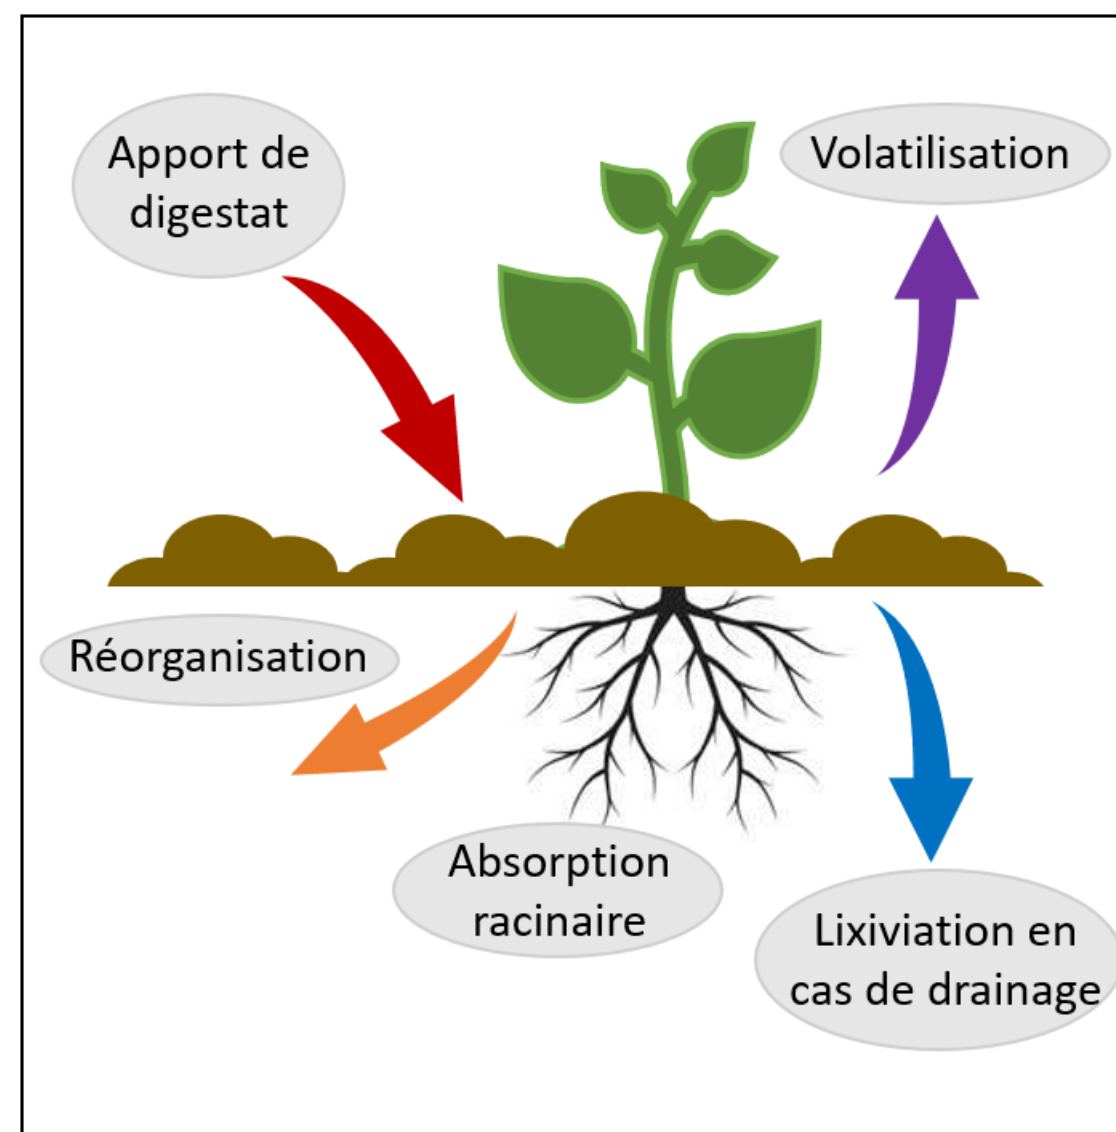 Apport de
digestat
Volatilisation
Réorganisation
Absorption
racinaire
Lixiviation en
cas de drainage